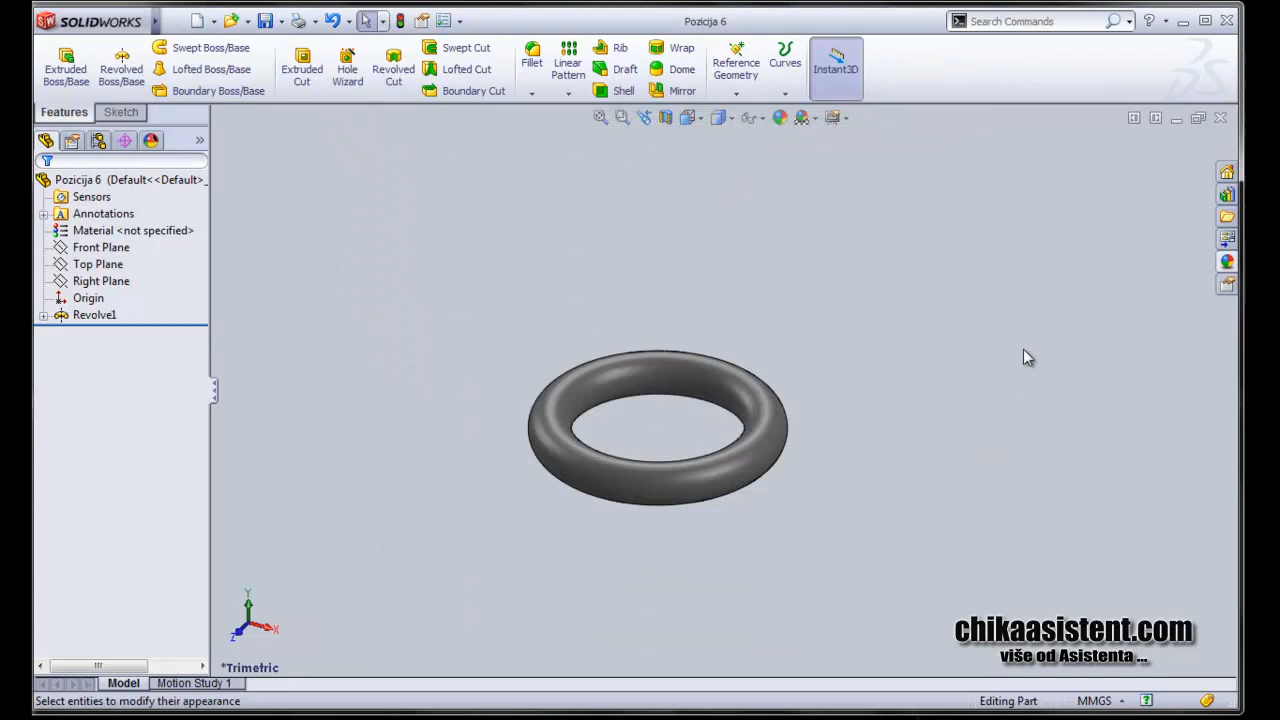 SOLIDWORKS
Pozicija 6
Search Commands
Extruded Boss/Base
Revolved Boss/Base
Swept Boss/Base
Lofted Boss/Base
Boundary Boss/Base
Extruded Cut
Hole Wizard
Revolved Cut
Swept Cut
Lofted Cut
Boundary Cut
Fillet
Linear Pattern
Rib
Draft
Shell
Wrap
Dome
Mirror
Reference Geometry
Curves
Instant3D
Features
Sketch
Pozicija 6 (Default<<Default>_
Sensors
Annotations
Material <not specified>
Front Plane
Top Plane
Right Plane
Origin
Revolve1
Y
X
Z
*Trimetric
chikaasistent.com
više od Asistenta ...
Model
Motion Study 1
Select entities to modify their appearance
Editing Part
MMGS